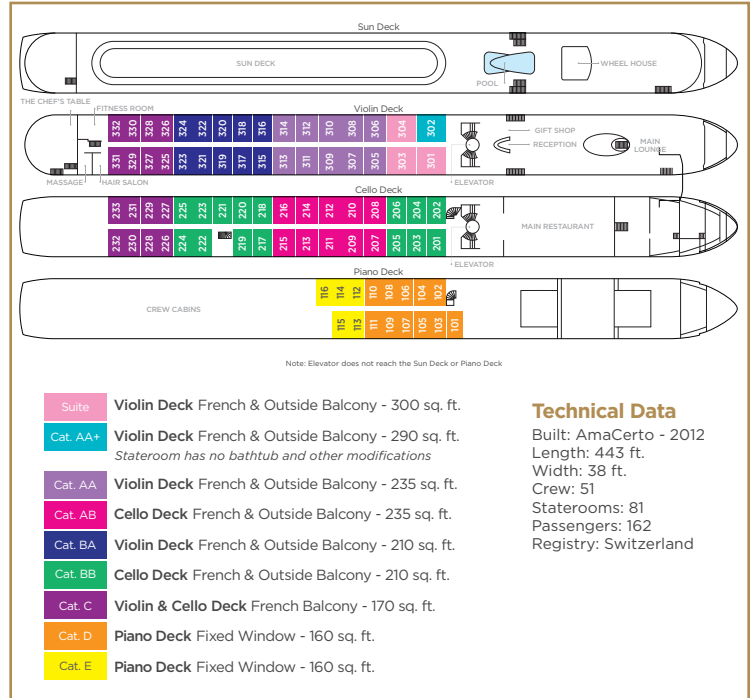 Sun Deck
SUN DECK
WHEEL HOUSE
POOL
THE CHEF'S TABLE
FITNESS ROOM
Violin Deck
332 330 328 326 324 322 320 318 316 314 312 310 308 306 304 302
GIFT SHOP
RECEPTION
MAIN LOUNGE
331 329 327 325 323 321 319 317 315 313 311 309 307 305 303 301
MASSAGE
HAIR SALON
ELEVATOR
Cello Deck
233 231 229 227 225 223 221 220 218 216 214 212 210 208 206 204 202
MAIN RESTAURANT
232 230 228 226 224 222 219 217 215 213 211 209 207 205 203 201
ELEVATOR
Piano Deck
116 114 112 110 108 106 104 102
CREW CABINS
115 113 111 109 107 105 103 101
Note: Elevator does not reach the Sun Deck or Piano Deck
Suite Violin Deck French & Outside Balcony - 300 sq. ft.
Cat. AA+ Violin Deck French & Outside Balcony - 290 sq. ft.
Stateroom has no bathtub and other modifications
Cat. AA Violin Deck French & Outside Balcony - 235 sq. ft.
Cat. AB Cello Deck French & Outside Balcony - 235 sq. ft.
Cat. BA Violin Deck French & Outside Balcony - 210 sq. ft.
Cat. BB Cello Deck French & Outside Balcony - 210 sq. ft.
Cat. C Violin & Cello Deck French Balcony - 170 sq. ft.
Cat. D Piano Deck Fixed Window - 160 sq. ft.
Cat. E Piano Deck Fixed Window - 160 sq. ft.
Technical Data
Built: AmaCerto - 2012
Length: 443 ft.
Width: 38 ft.
Crew: 51
Staterooms: 81
Passengers: 162
Registry: Switzerland